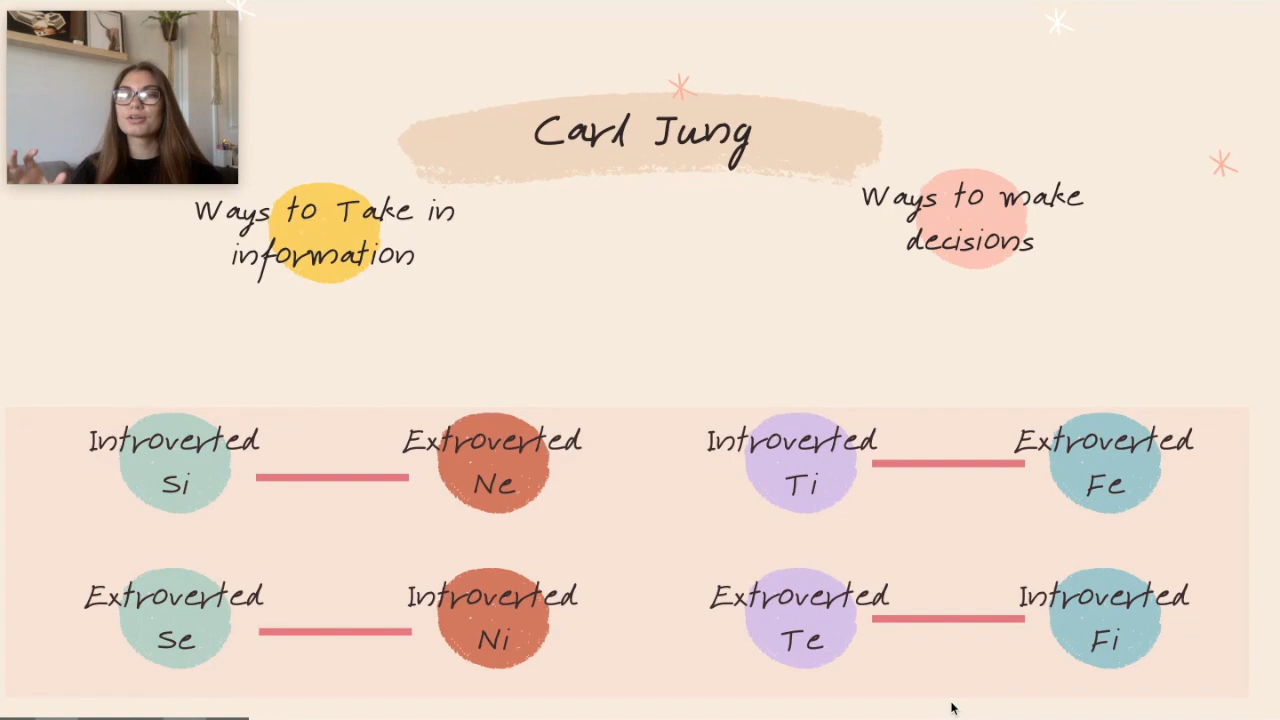 Carl Jung
Ways to Take in
information
Ways to make
decisions
Introverted
Si
Extroverted
Ne
Introverted
Ti
Extroverted
Fe
Extroverted
Se
Introverted
Ni
Extroverted
Te
Introverted
Fi